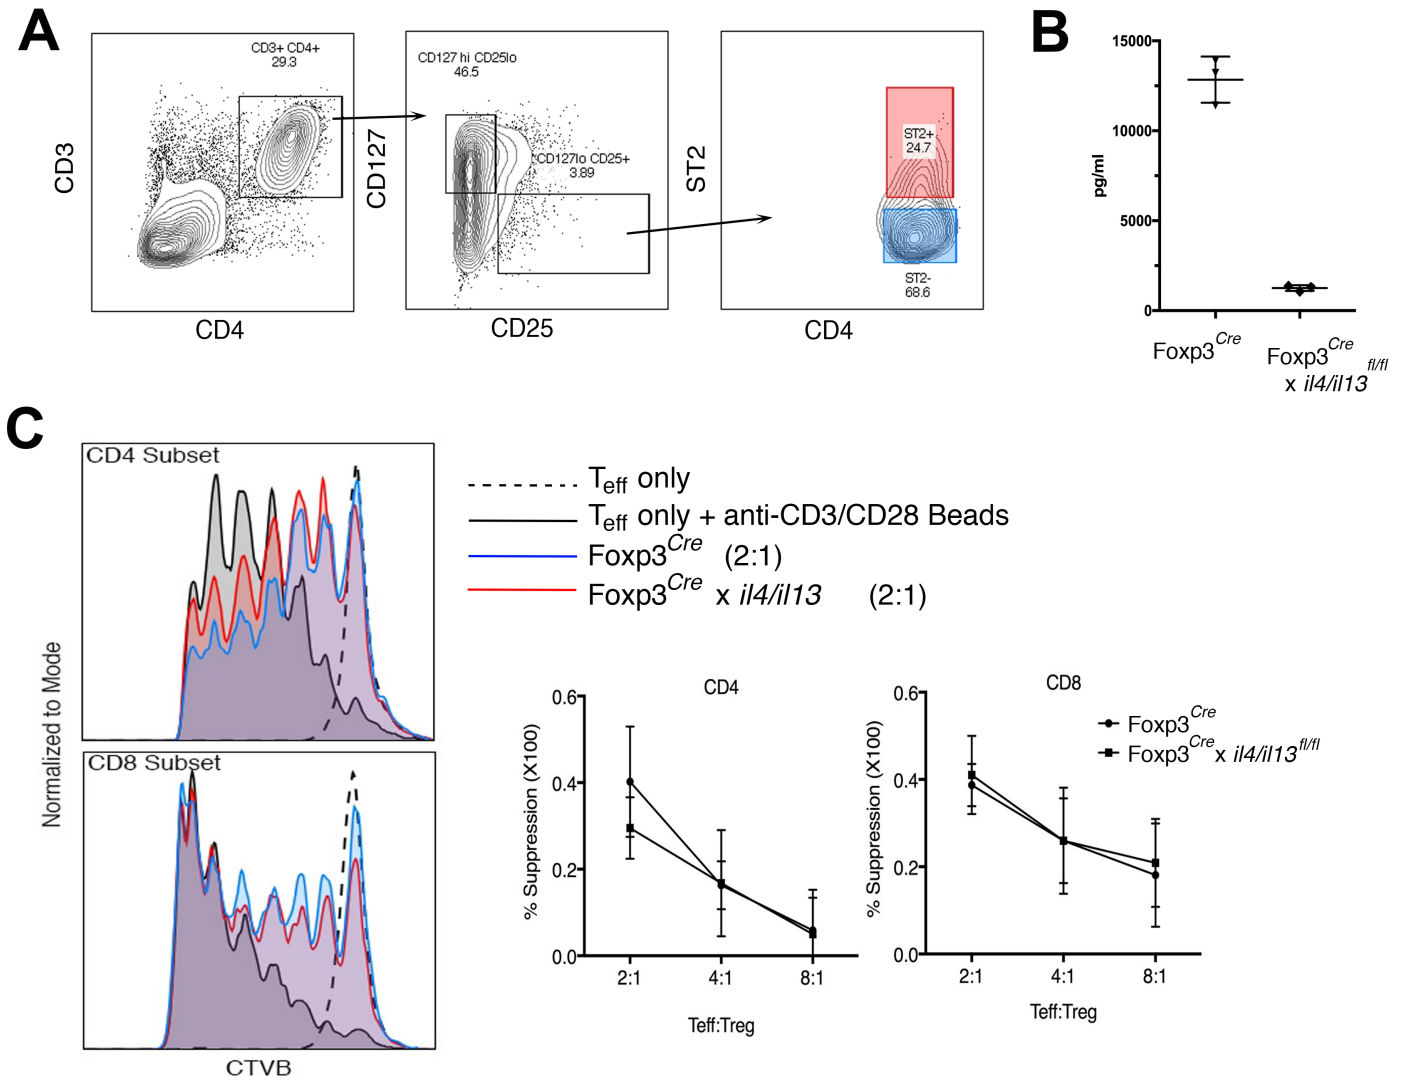 A
CD3+ CD4+
29.3
CD3
CD4
CD127 hi CD25lo
46.5
CD127lo CD25+
3.89
CD127
CD25
ST2+
24.7
ST2-
68.6
ST2
CD4
B
15000
10000
5000
0
pg/ml
Foxp3Cre
Foxp3Cre
x il4/il13 fl/fl
C
CD4 Subset
CD8 Subset
Normalized to Mode
CTVB
Teff only
Teff only + anti-CD3/CD28 Beads
Foxp3Cre (2:1)
Foxp3Cre x il4/il13 (2:1)
CD4
0.6
0.4
0.2
0.0
% Suppression (X100)
2:1 4:1 8:1
Teff:Treg
CD8
0.6
0.4
0.2
0.0
% Suppression (X100)
2:1 4:1 8:1
Teff:Treg
Foxp3Cre
Foxp3Cre x il4/il13fl/fl